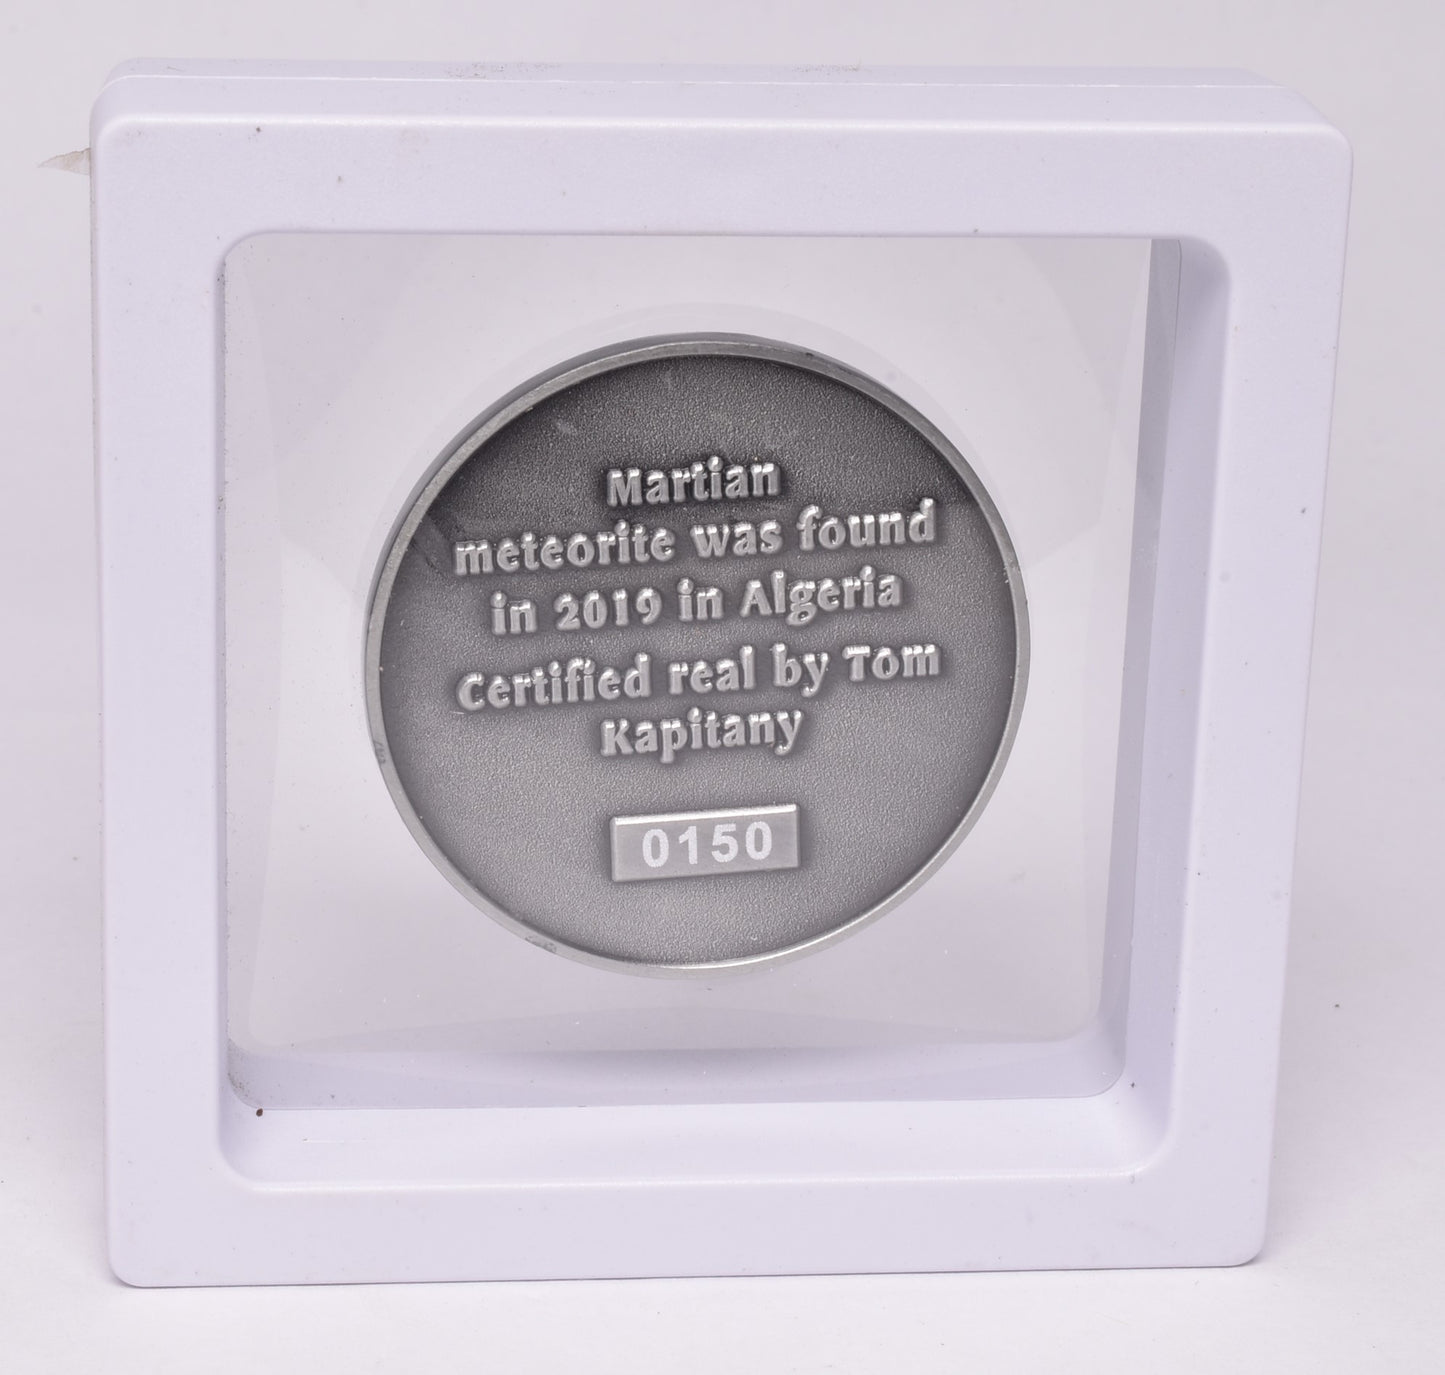 Martian
meteorite was found
in 2019 in Algeria
Certified real by Tom
Kapitany
0150